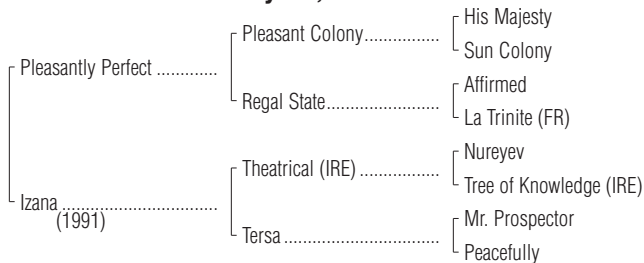 His Majesty
Pleasant Colony................
Sun Colony
Pleasantly Perfect .............
Affirmed
Regal State........................
La Trinite (FR)
Nureyev
Theatrical (IRE) .................
Tree of Knowledge (IRE)
Izana ..................................
(1991)
Mr. Prospector
Tersa .................................
Peacefully